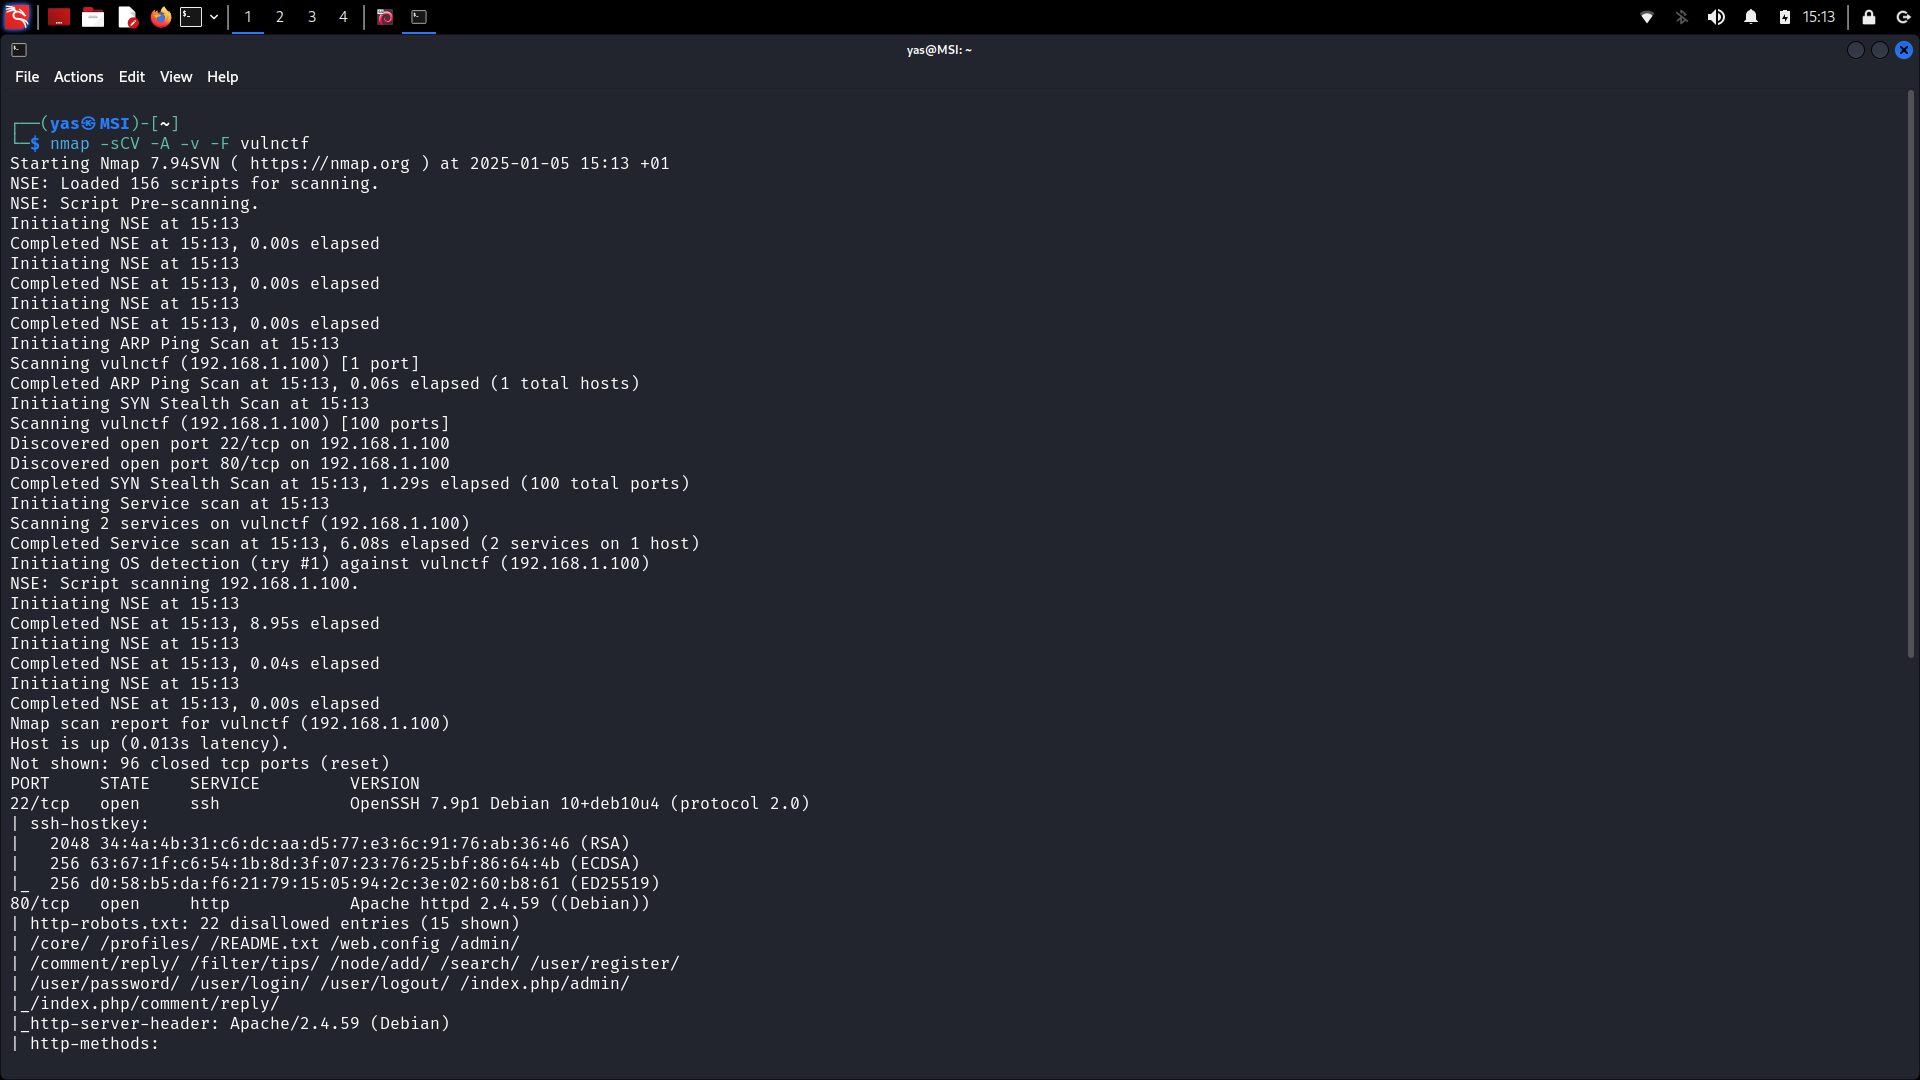 1 2 3 4 15:13
yas@MSI: ~
File Actions Edit View Help
┌──(yas㉿MSI)-[~]
└─$ nmap -sCV -A -v -F vulnctf
Starting Nmap 7.94SVN ( https://nmap.org ) at 2025-01-05 15:13 +01
NSE: Loaded 156 scripts for scanning.
NSE: Script Pre-scanning.
Initiating NSE at 15:13
Completed NSE at 15:13, 0.00s elapsed
Initiating NSE at 15:13
Completed NSE at 15:13, 0.00s elapsed
Initiating NSE at 15:13
Completed NSE at 15:13, 0.00s elapsed
Initiating ARP Ping Scan at 15:13
Scanning vulnctf (192.168.1.100) [1 port]
Completed ARP Ping Scan at 15:13, 0.06s elapsed (1 total hosts)
Initiating SYN Stealth Scan at 15:13
Scanning vulnctf (192.168.1.100) [100 ports]
Discovered open port 22/tcp on 192.168.1.100
Discovered open port 80/tcp on 192.168.1.100
Completed SYN Stealth Scan at 15:13, 1.29s elapsed (100 total ports)
Initiating Service scan at 15:13
Scanning 2 services on vulnctf (192.168.1.100)
Completed Service scan at 15:13, 6.08s elapsed (2 services on 1 host)
Initiating OS detection (try #1) against vulnctf (192.168.1.100)
NSE: Script scanning 192.168.1.100.
Initiating NSE at 15:13
Completed NSE at 15:13, 8.95s elapsed
Initiating NSE at 15:13
Completed NSE at 15:13, 0.04s elapsed
Initiating NSE at 15:13
Completed NSE at 15:13, 0.00s elapsed
Nmap scan report for vulnctf (192.168.1.100)
Host is up (0.013s latency).
Not shown: 96 closed tcp ports (reset)
PORT     STATE    SERVICE         VERSION
22/tcp   open     ssh             OpenSSH 7.9p1 Debian 10+deb10u4 (protocol 2.0)
| ssh-hostkey:
|   2048 34:4a:4b:31:c6:dc:aa:d5:77:e3:6c:91:76:ab:36:46 (RSA)
|   256 63:67:1f:c6:54:1b:8d:3f:07:23:76:25:bf:86:64:4b (ECDSA)
|_  256 d0:58:b5:da:f6:21:79:15:05:94:2c:3e:02:60:b8:61 (ED25519)
80/tcp   open     http            Apache httpd 2.4.59 ((Debian))
| http-robots.txt: 22 disallowed entries (15 shown)
| /core/ /profiles/ /README.txt /web.config /admin/
| /comment/reply/ /filter/tips/ /node/add/ /search/ /user/register/
| /user/password/ /user/login/ /user/logout/ /index.php/admin/
|_/index.php/comment/reply/
|_http-server-header: Apache/2.4.59 (Debian)
| http-methods: